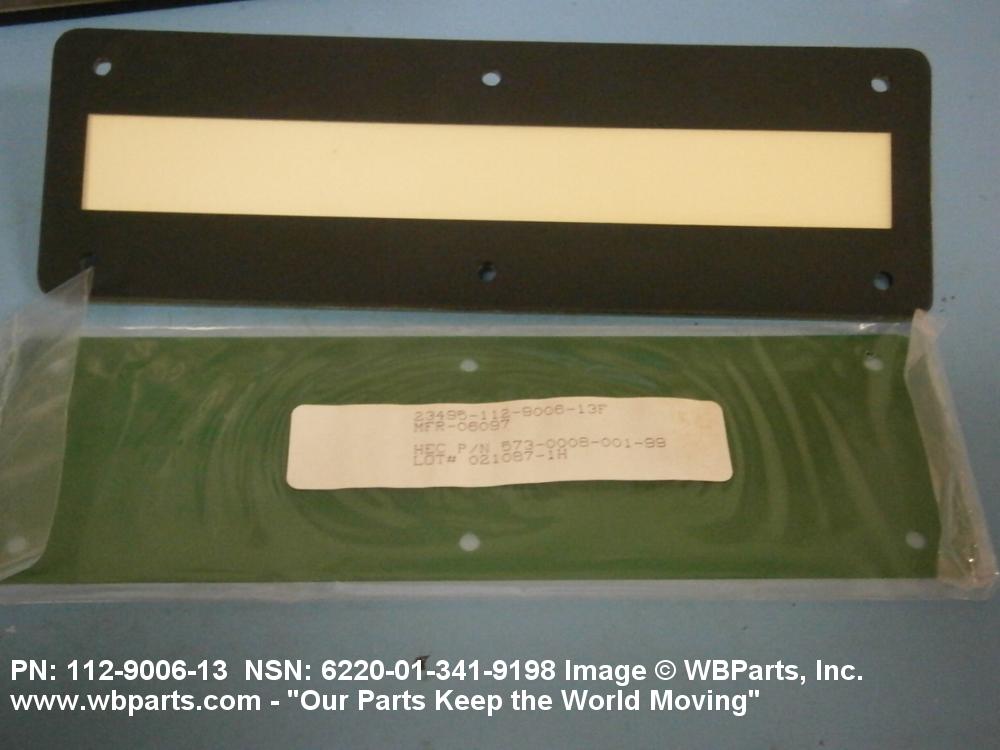 23495-112-9006-13F
MFR-06097
HEC P/N 573-0008-001-99
LOT# 021087-1H
PN: 112-9006-13 NSN: 6220-01-341-9198 Image © WBParts, Inc.
www.wbparts.com - "Our Parts Keep the World Moving"